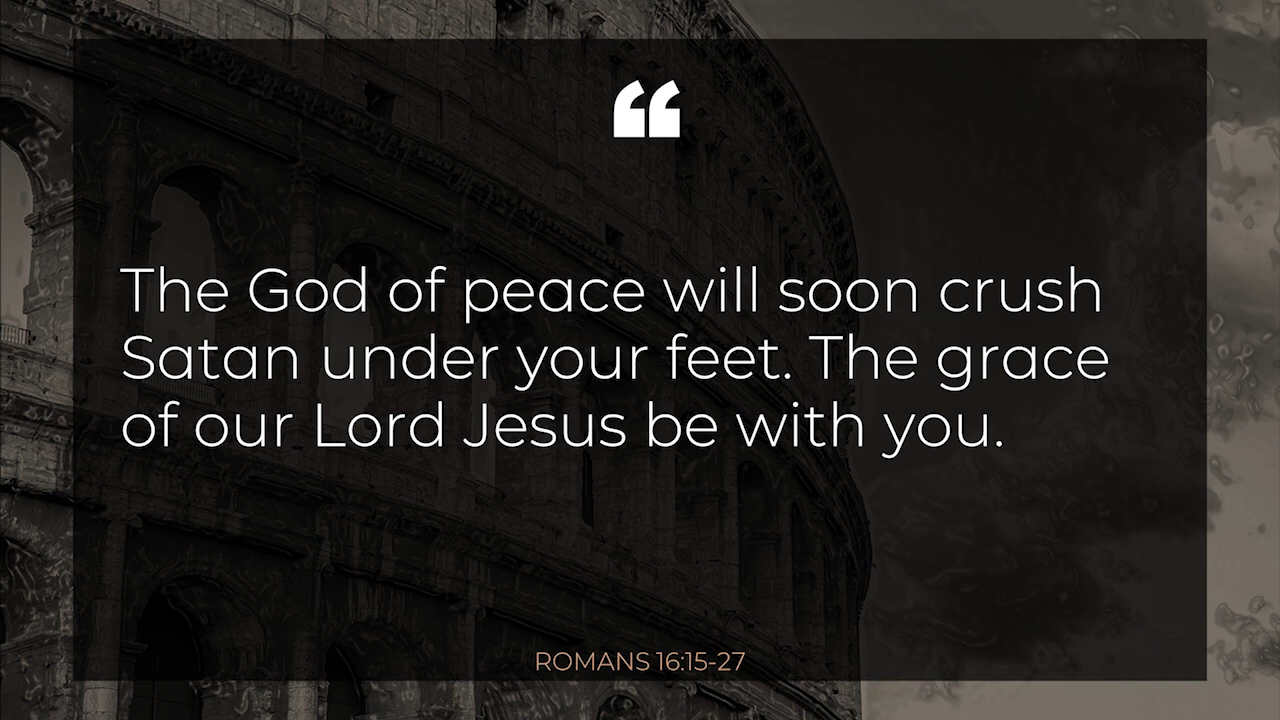 “
The God of peace will soon crush
Satan under your feet. The grace
of our Lord Jesus be with you.
ROMANS 16:15-27